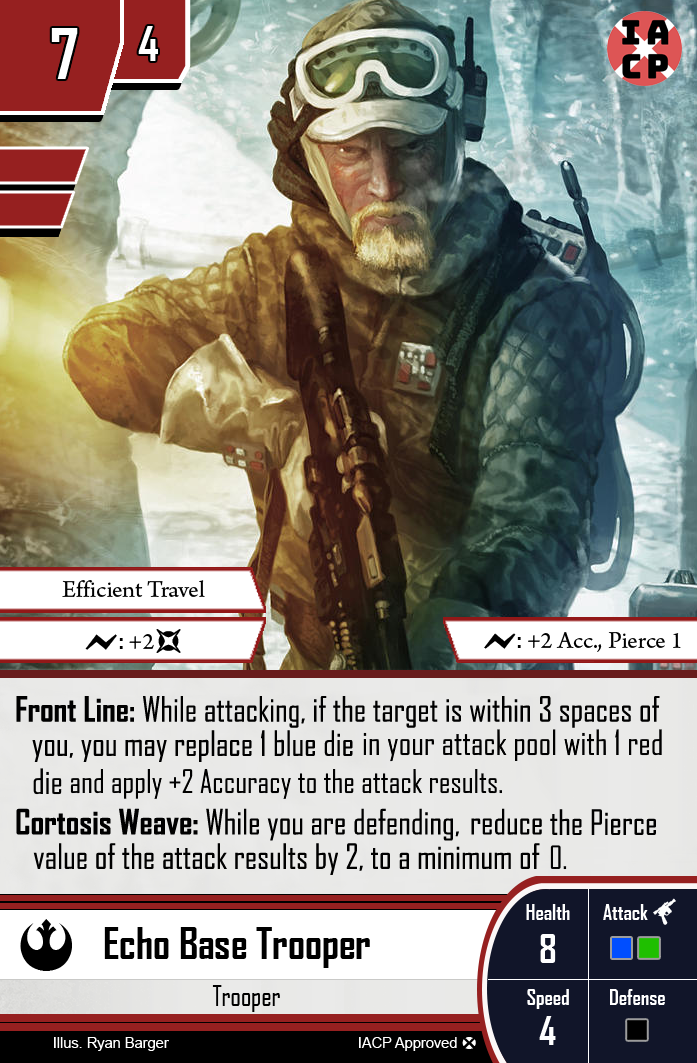 7
4
IA
CP
Efficient Travel
: +2
: +2 Acc., Pierce 1
Front Line: While attacking, if the target is within 3 spaces of
you, you may replace 1 blue die in your attack pool with 1 red
die and apply +2 Accuracy to the attack results.
Cortosis Weave: While you are defending, reduce the Pierce
value of the attack results by 2, to a minimum of 0.
Echo Base Trooper
Trooper
Health
8
Attack
Speed
4
Defense
Illus. Ryan Barger
IACP Approved